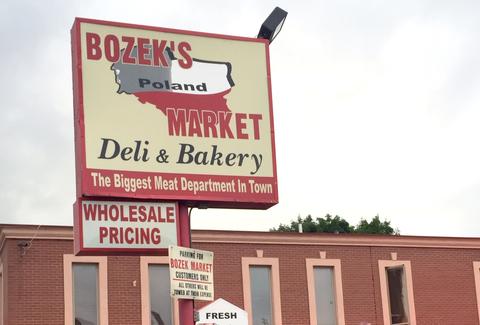 BOZEK'S
Poland
MARKET
Deli & Bakery
The Biggest Meat Department In Town
WHOLESALE
PRICING
PARKING FOR
BOZEK MARKET
CUSTOMERS ONLY
ALL OTHERS WILL BE
TOWED AT THEIR EXPENSE
FRESH